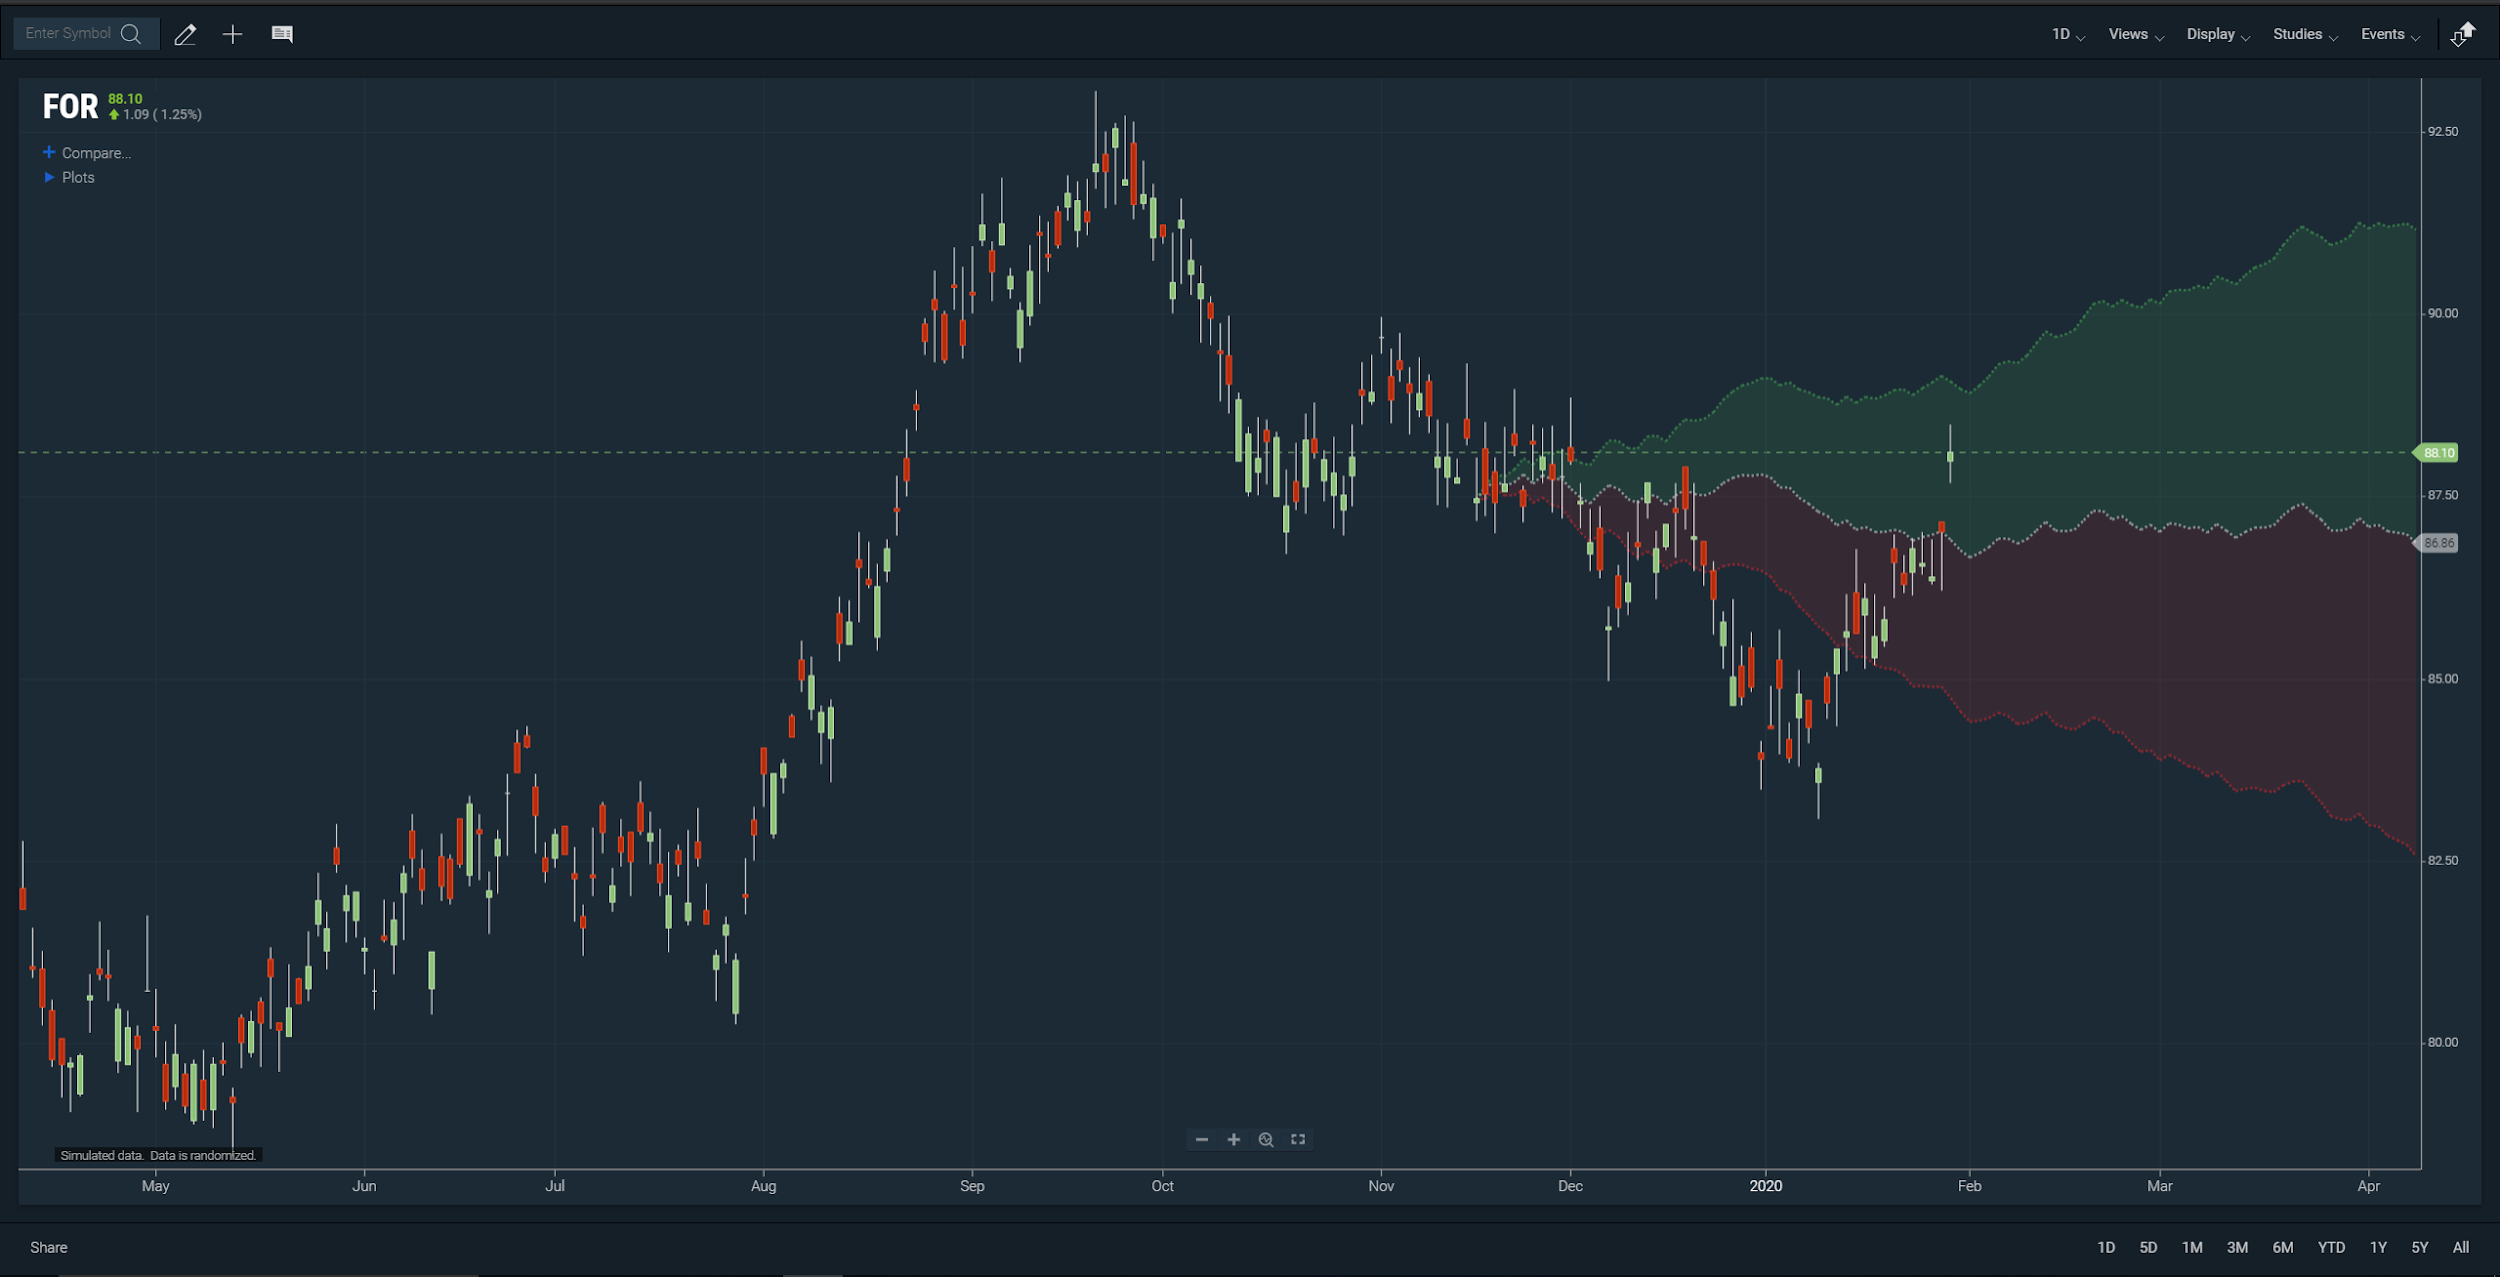 Enter Symbol
1D Views Display Studies Events
FOR 88.10
1.09 ( 1.25%)
Compare...
Plots
92.50
90.00
88.10
87.50
86.86
85.00
82.50
80.00
Simulated data. Data is randomized.
May Jun Jul Aug Sep Oct Nov Dec 2020 Feb Mar Apr
Share 1D 5D 1M 3M 6M YTD 1Y 5Y All